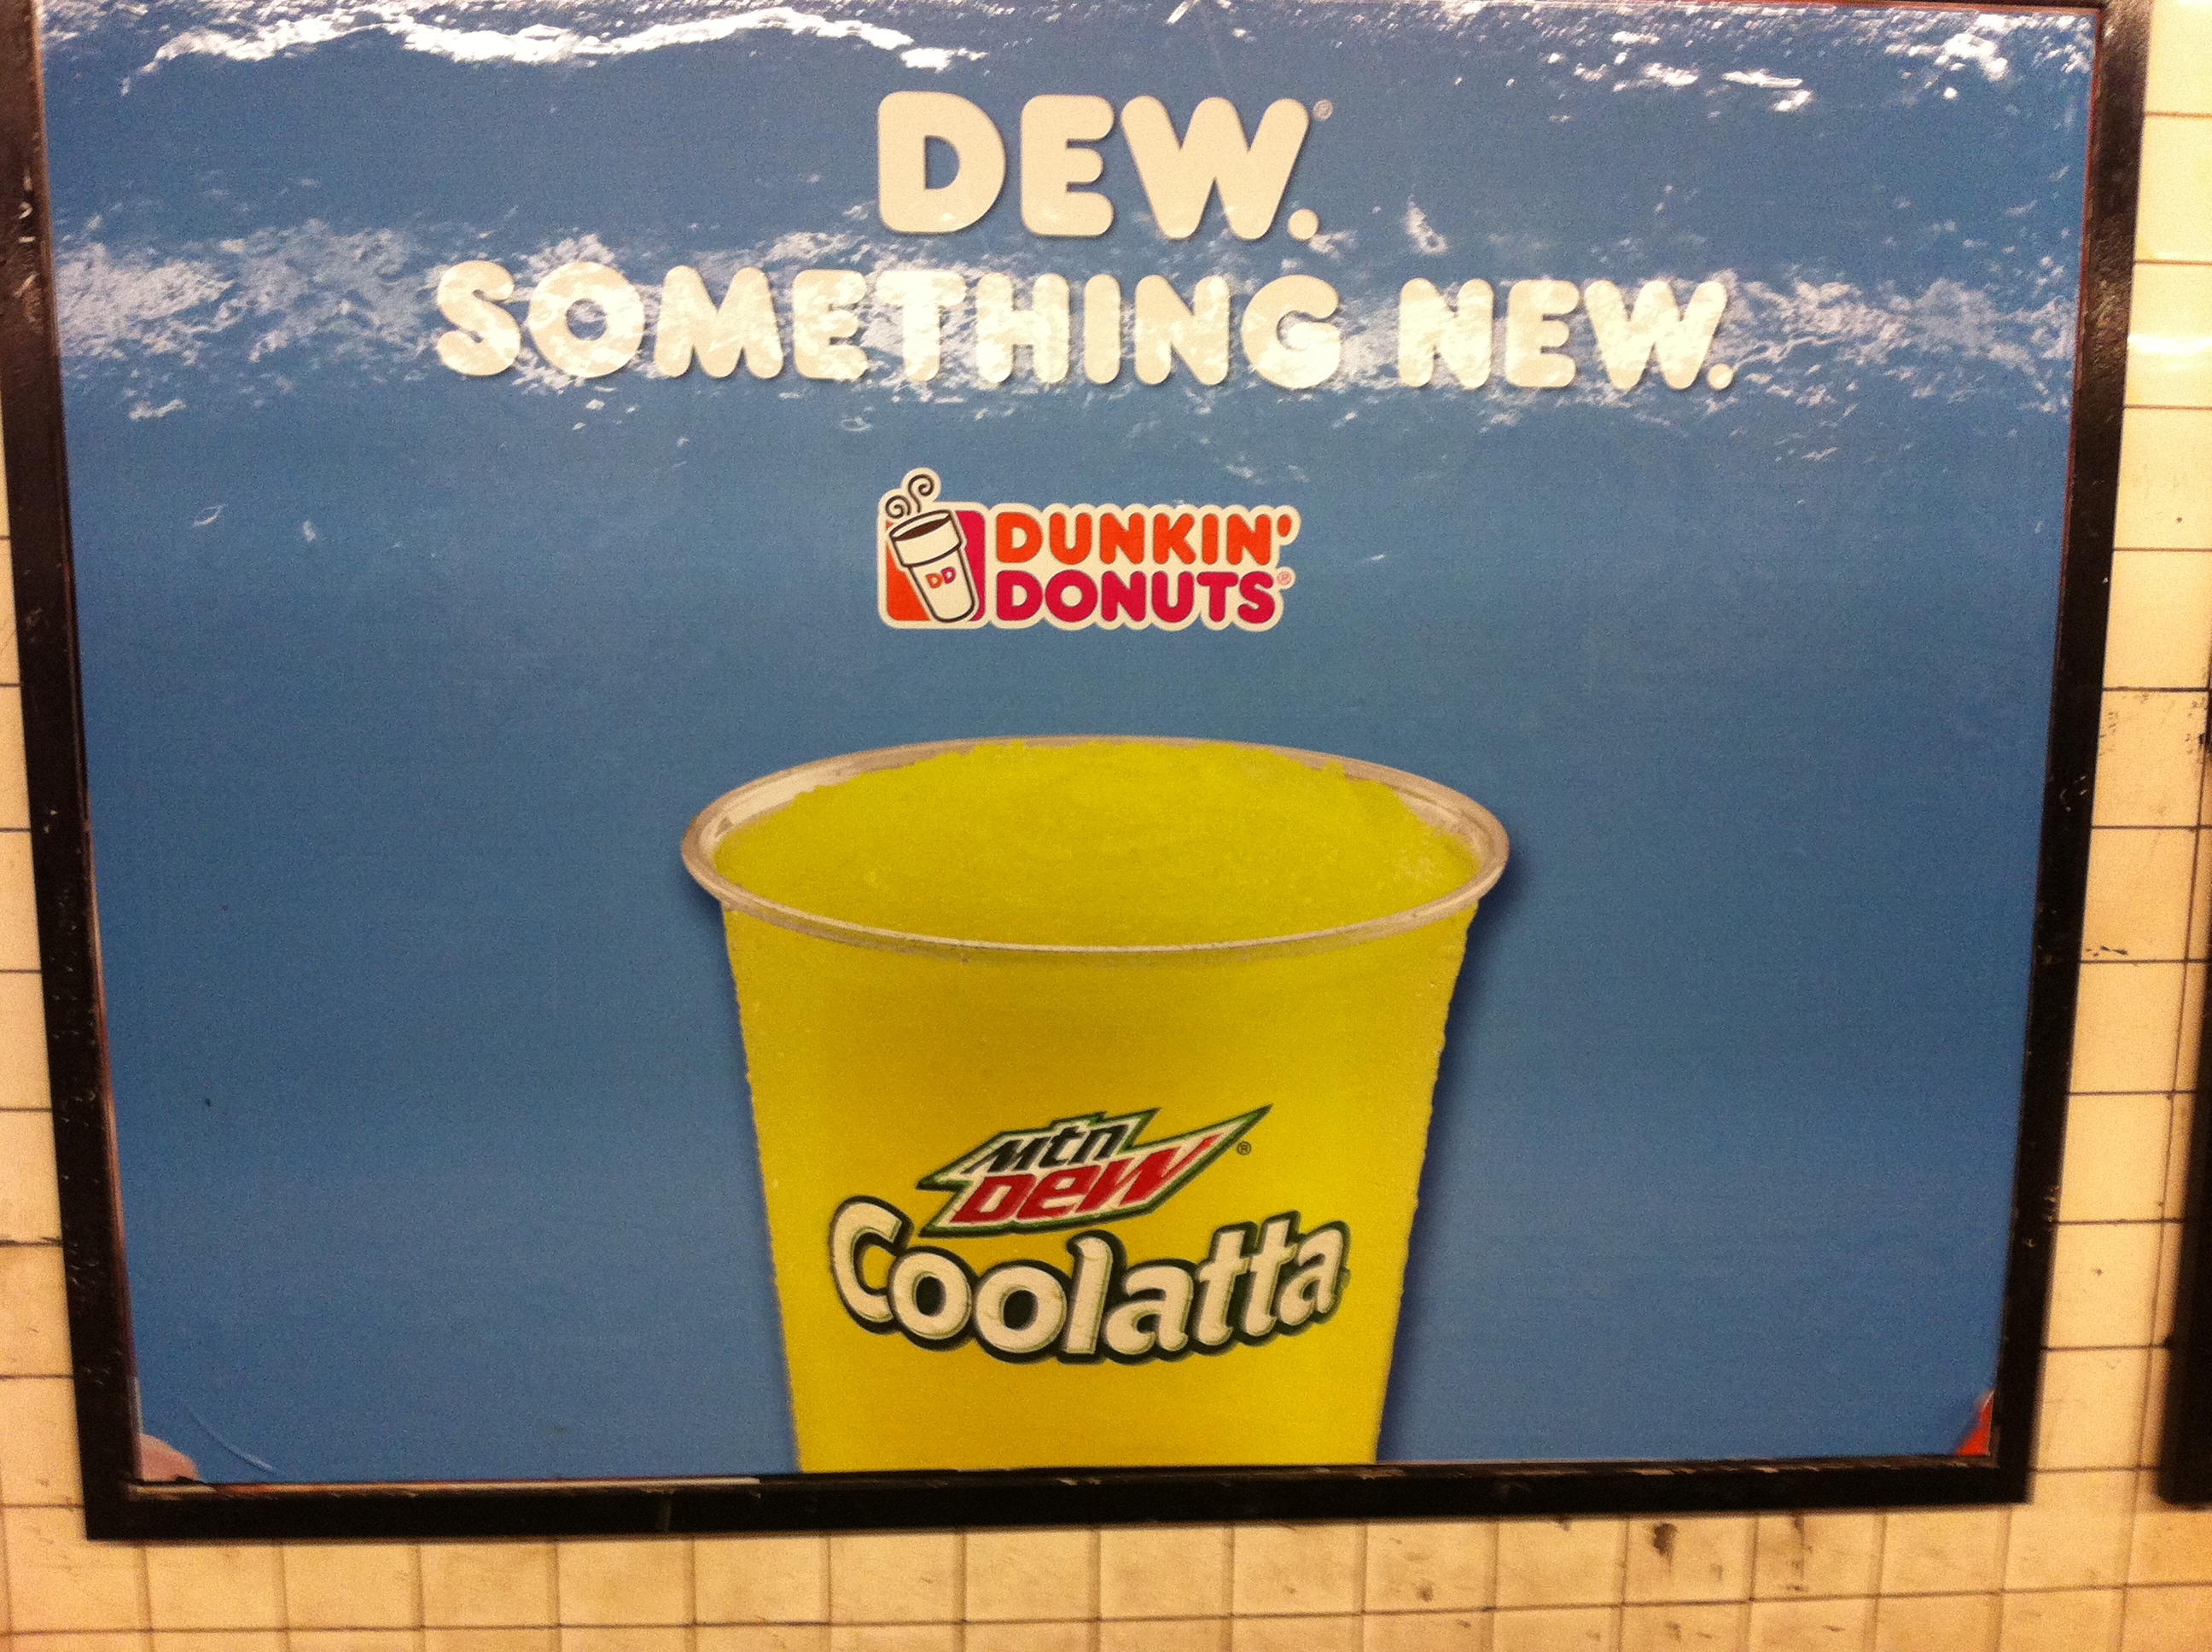 DEW.®
SOMETHING NEW.
DD
DUNKIN'
DONUTS®
Mtn
Dew®
Coolatta